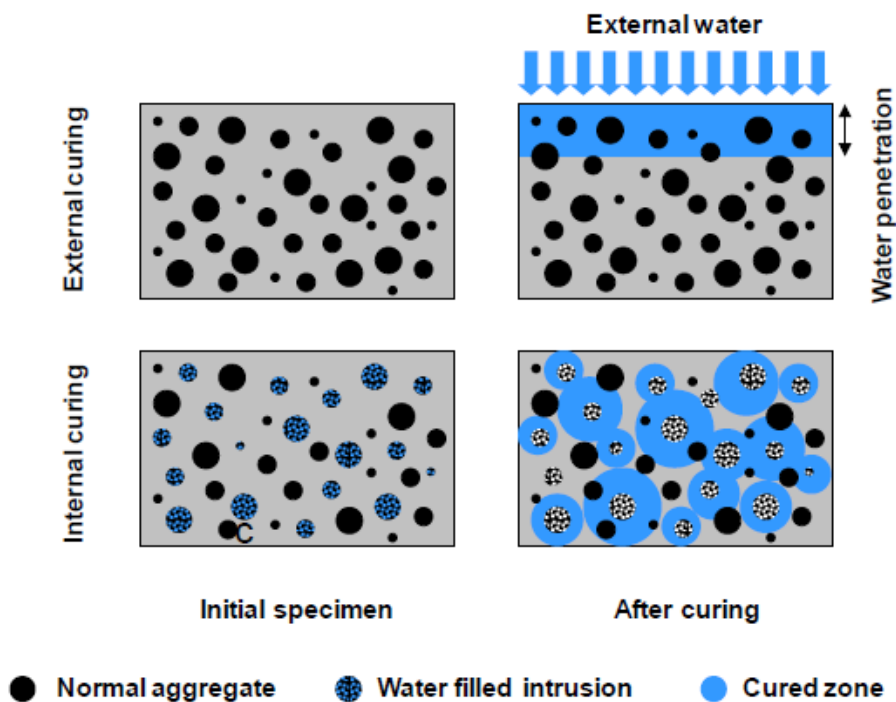 External water
External curing
Water penetration
Internal curing
C
Initial specimen
After curing
Normal aggregate
Water filled intrusion
Cured zone